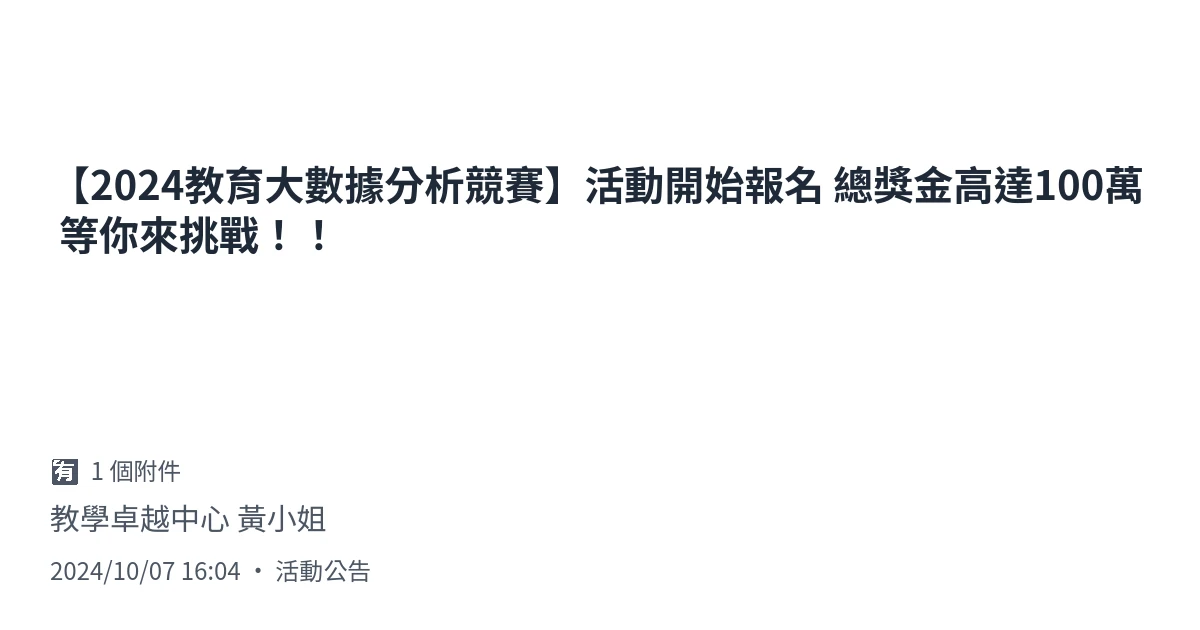 【2024教育大數據分析競賽】活動開始報名 總獎金高達100萬
等你來挑戰！！
🈶 1 個附件
教學卓越中心 黃小姐
2024/10/07 16:04 • 活動公告